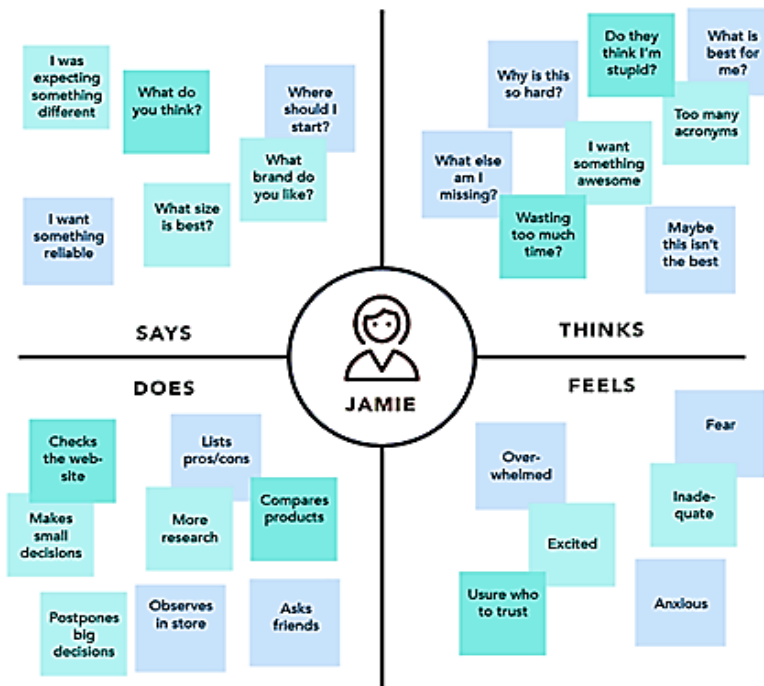 I was
expecting
something
different
What do
you think?
Where
should I
start?
What
brand do
you like?
What size
is best?
I want
something
reliable
SAYS
Why is this
so hard?
Do they
think I'm
stupid?
What is
best for
me?
Too many
acronyms
I want
something
awesome
What else
am I
missing?
Wasting
too much
time?
Maybe
this isn't
the best
THINKS
JAMIE
DOES
Checks
the web-
site
Lists
pros/cons
Compares
products
Makes
small
decisions
More
research
Postpones
big
decisions
Observes
in store
Asks
friends
FEELS
Over-
whelmed
Fear
Inade-
quate
Excited
Usure who
to trust
Anxious